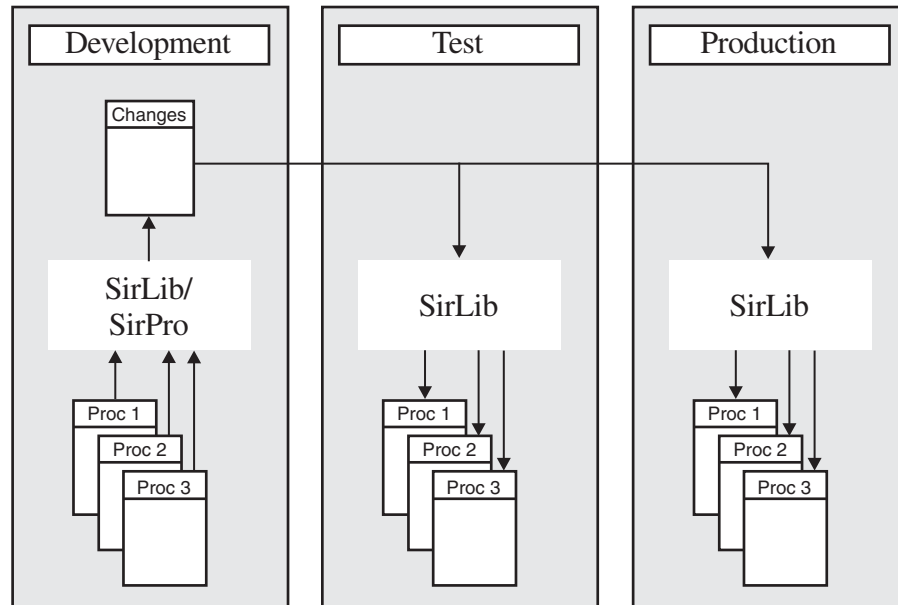 Development
Test
Production
Changes
SirLib/
SirPro
SirLib
SirLib
Proc 1
Proc 2
Proc 3
Proc 1
Proc 2
Proc 3
Proc 1
Proc 2
Proc 3